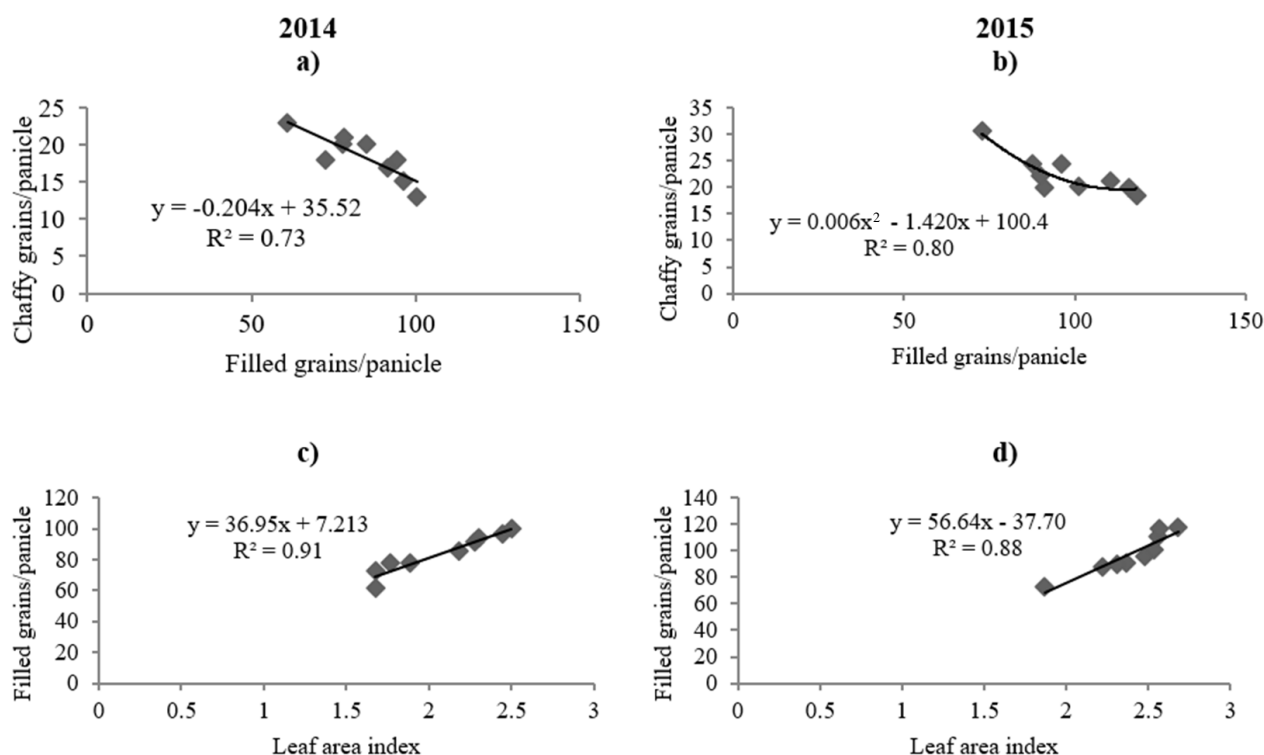 2014
a)
Chaffy grains/panicle
25
20
15
10
5
0
y = -0.204x + 35.52
R² = 0.73
0 50 100 150
Filled grains/panicle
2015
b)
Chaffy grains/panicle
35
30
25
20
15
10
5
0
y = 0.006x² - 1.420x + 100.4
R² = 0.80
0 50 100 150
Filled grains/panicle
c)
Filled grains/panicle
120
100
80
60
40
20
0
y = 36.95x + 7.213
R² = 0.91
0 0.5 1 1.5 2 2.5 3
Leaf area index
d)
Filled grains/panicle
140
120
100
80
60
40
20
0
y = 56.64x - 37.70
R² = 0.88
0 0.5 1 1.5 2 2.5 3
Leaf area index